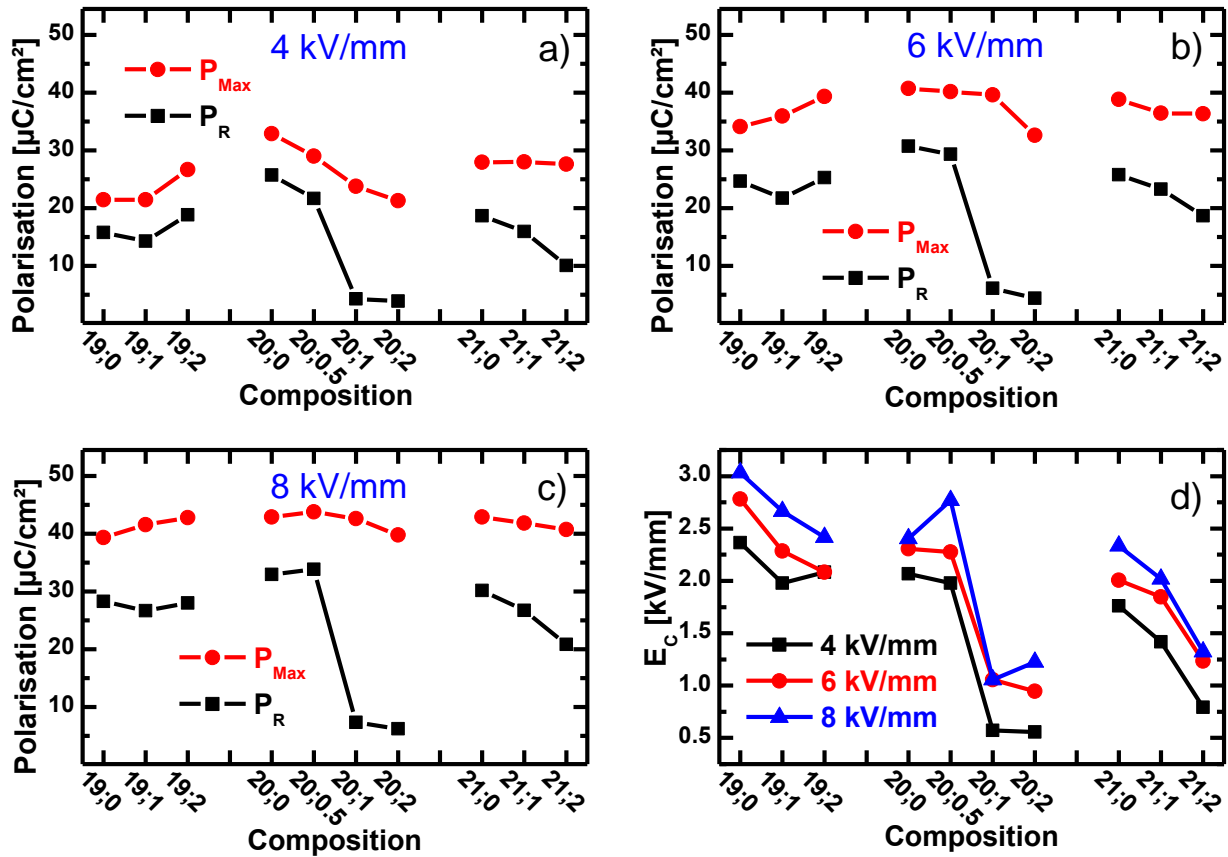 50
40
30
20
10
Polarisation [µC/cm²]
4 kV/mm
a)
P_Max
P_R
19;0
19;1
19;2
20;0
20;0.5
20;1
20;2
21;0
21;1
21;2
Composition
50
40
30
20
10
Polarisation [µC/cm²]
6 kV/mm
b)
P_Max
P_R
19;0
19;1
19;2
20;0
20;0.5
20;1
20;2
21;0
21;1
21;2
Composition
50
40
30
20
10
Polarisation [µC/cm²]
8 kV/mm
c)
P_Max
P_R
19;0
19;1
19;2
20;0
20;0.5
20;1
20;2
21;0
21;1
21;2
Composition
3.0
2.5
2.0
1.5
1.0
0.5
E_C [kV/mm]
d)
4 kV/mm
6 kV/mm
8 kV/mm
19;0
19;1
19;2
20;0
20;0.5
20;1
20;2
21;0
21;1
21;2
Composition